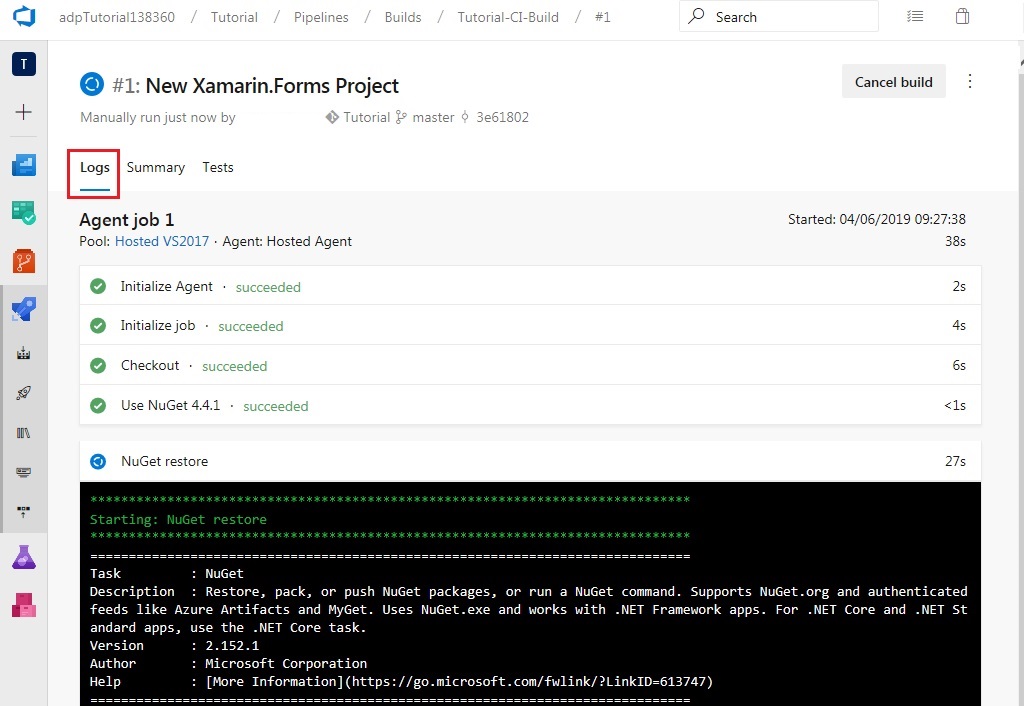 adpTutorial138360 / Tutorial / Pipelines / Builds / Tutorial-CI-Build / #1 Search
T
#1: New Xamarin.Forms Project Cancel build
Manually run just now by Tutorial master 3e61802
Logs Summary Tests
Agent job 1 Started: 04/06/2019 09:27:38
Pool: Hosted VS2017 · Agent: Hosted Agent 38s
Initialize Agent · succeeded 2s
Initialize job · succeeded 4s
Checkout · succeeded 6s
Use NuGet 4.4.1 · succeeded <1s
NuGet restore 27s
******************************************************************************
Starting: NuGet restore
******************************************************************************
==============================================================================
Task         : NuGet
Description  : Restore, pack, or push NuGet packages, or run a NuGet command. Supports NuGet.org and authenticated
feeds like Azure Artifacts and MyGet. Uses NuGet.exe and works with .NET Framework apps. For .NET Core and .NET St
andard apps, use the .NET Core task.
Version      : 2.152.1
Author       : Microsoft Corporation
Help         : [More Information](https://go.microsoft.com/fwlink/?LinkID=613747)
==============================================================================